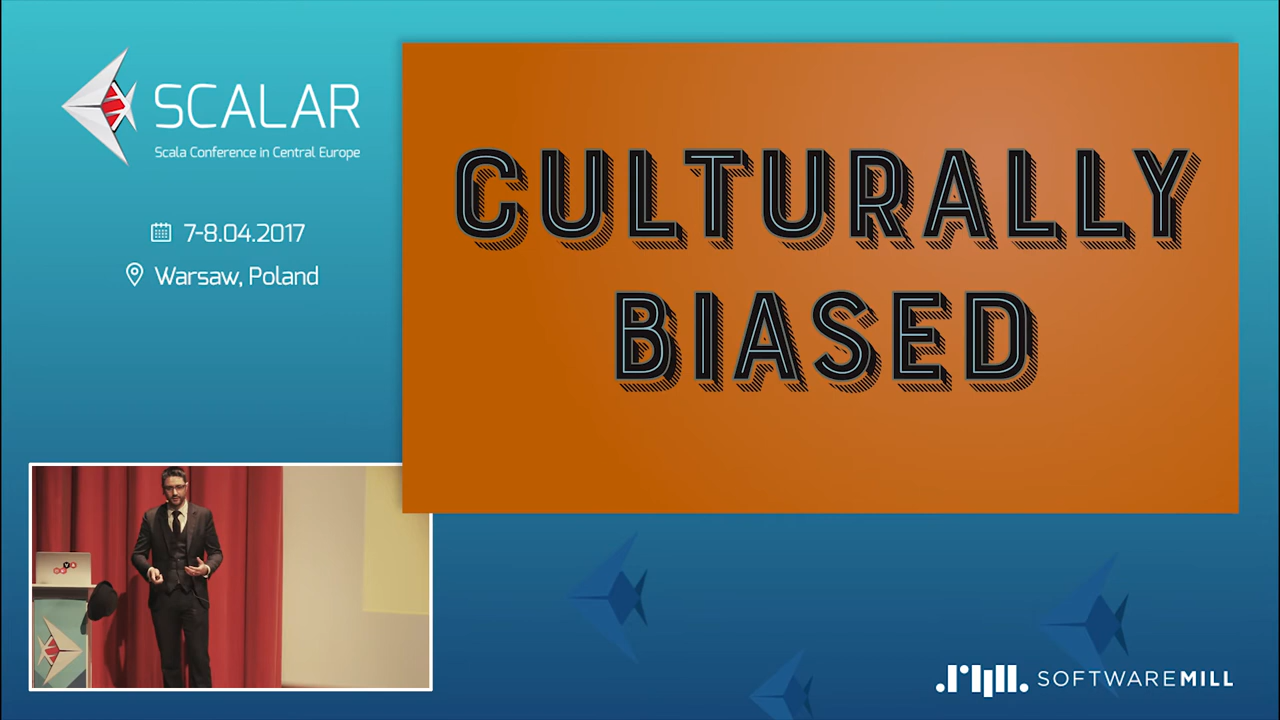 SCALAR
Scala Conference in Central Europe
7-8.04.2017
Warsaw, Poland
CULTURALLY
BIASED
SOFTWAREMILL